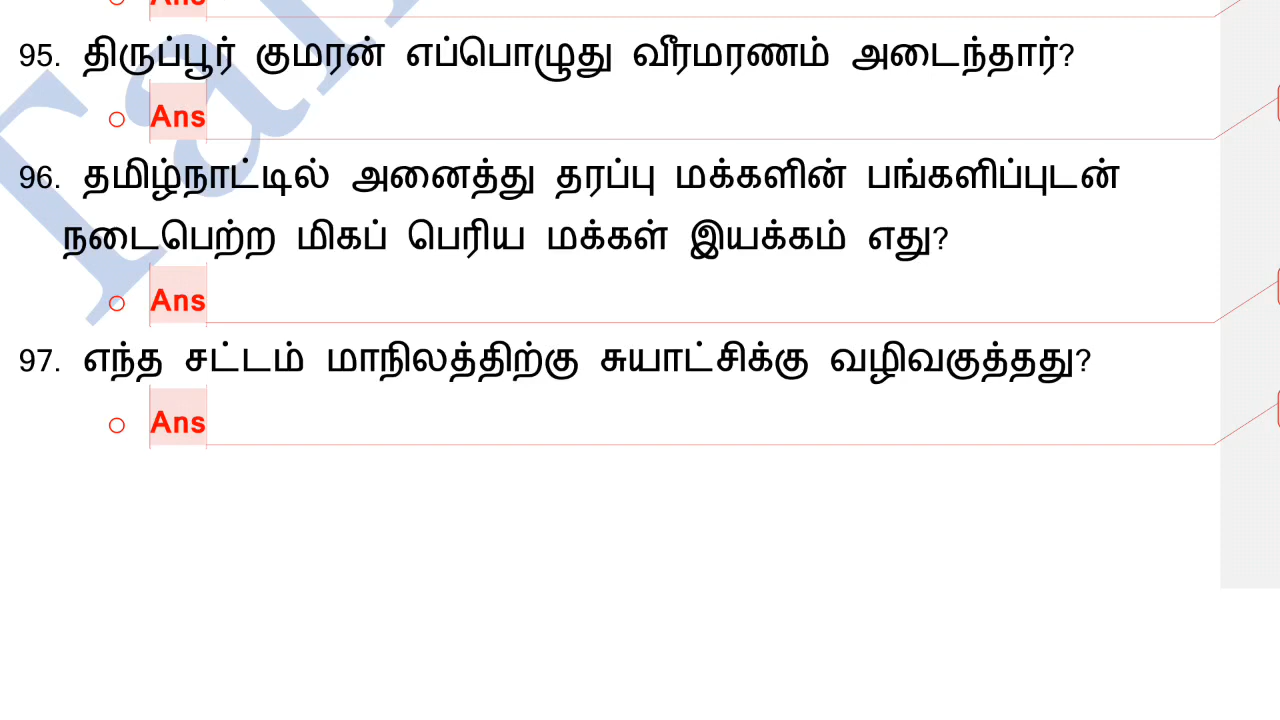 Ans
95. திருப்பூர் குமரன் எப்பொழுது வீரமரணம் அடைந்தார்?
Ans
96. தமிழ்நாட்டில் அனைத்து தரப்பு மக்களின் பங்களிப்புடன்
நடைபெற்ற மிகப் பெரிய மக்கள் இயக்கம் எது?
Ans
97. எந்த சட்டம் மாநிலத்திற்கு சுயாட்சிக்கு வழிவகுத்தது?
Ans